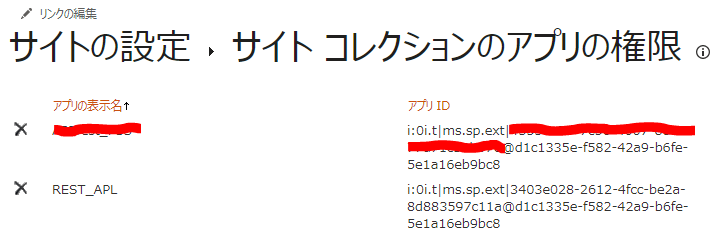 リンクの編集
サイトの設定 ▸ サイト コレクションのアプリの権限
アプリの表示名↑ アプリ ID
i:0i.t|ms.sp.ext|
@d1c1335e-f582-42a9-b6fe-
5e1a16eb9bc8
REST_APL i:0i.t|ms.sp.ext|3403e028-2612-4fcc-be2a-
8d883597c11a@d1c1335e-f582-42a9-b6fe-
5e1a16eb9bc8